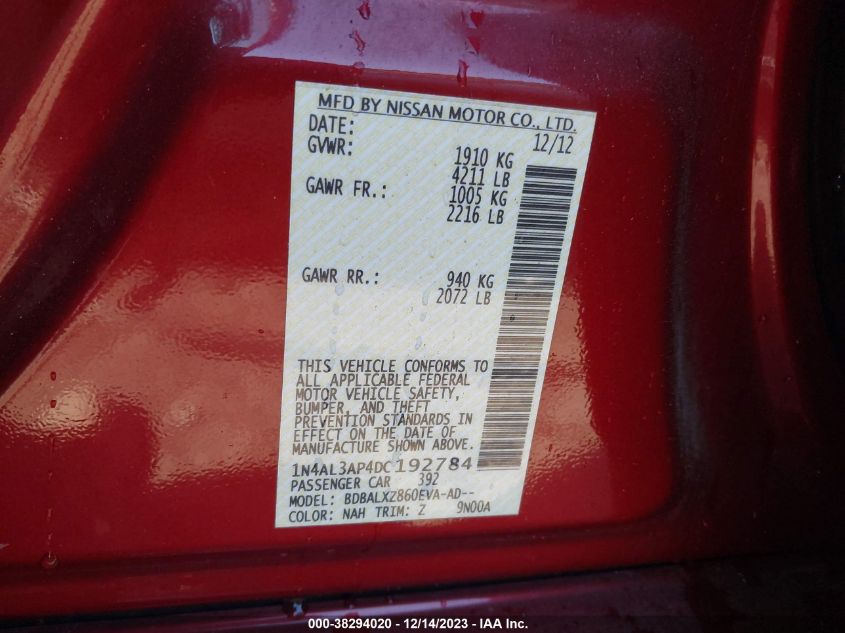 MFD BY NISSAN MOTOR CO., LTD.
DATE: 12/12
GVWR: 1910 KG
4211 LB
GAWR FR.: 1005 KG
2216 LB
GAWR RR.: 940 KG
2072 LB
THIS VEHICLE CONFORMS TO
ALL APPLICABLE FEDERAL
MOTOR VEHICLE SAFETY,
BUMPER, AND THEFT
PREVENTION STANDARDS IN
EFFECT ON THE DATE OF
MANUFACTURE SHOWN ABOVE.
1N4AL3AP4DC192784
PASSENGER CAR 392
MODEL: BDBALXZ860EVA-AD--
COLOR: NAH TRIM: Z 9N00A
000-38294020 - 12/14/2023 - IAA Inc.